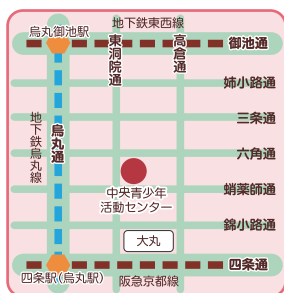 地下鉄東西線
烏丸御池駅
御池通
東洞院通
高倉通
姉小路通
三条通
地下鉄烏丸線
烏丸通
六角通
中央青少年
活動センター
蛸薬師通
錦小路通
大丸
四条通
四条駅(烏丸駅)
阪急京都線